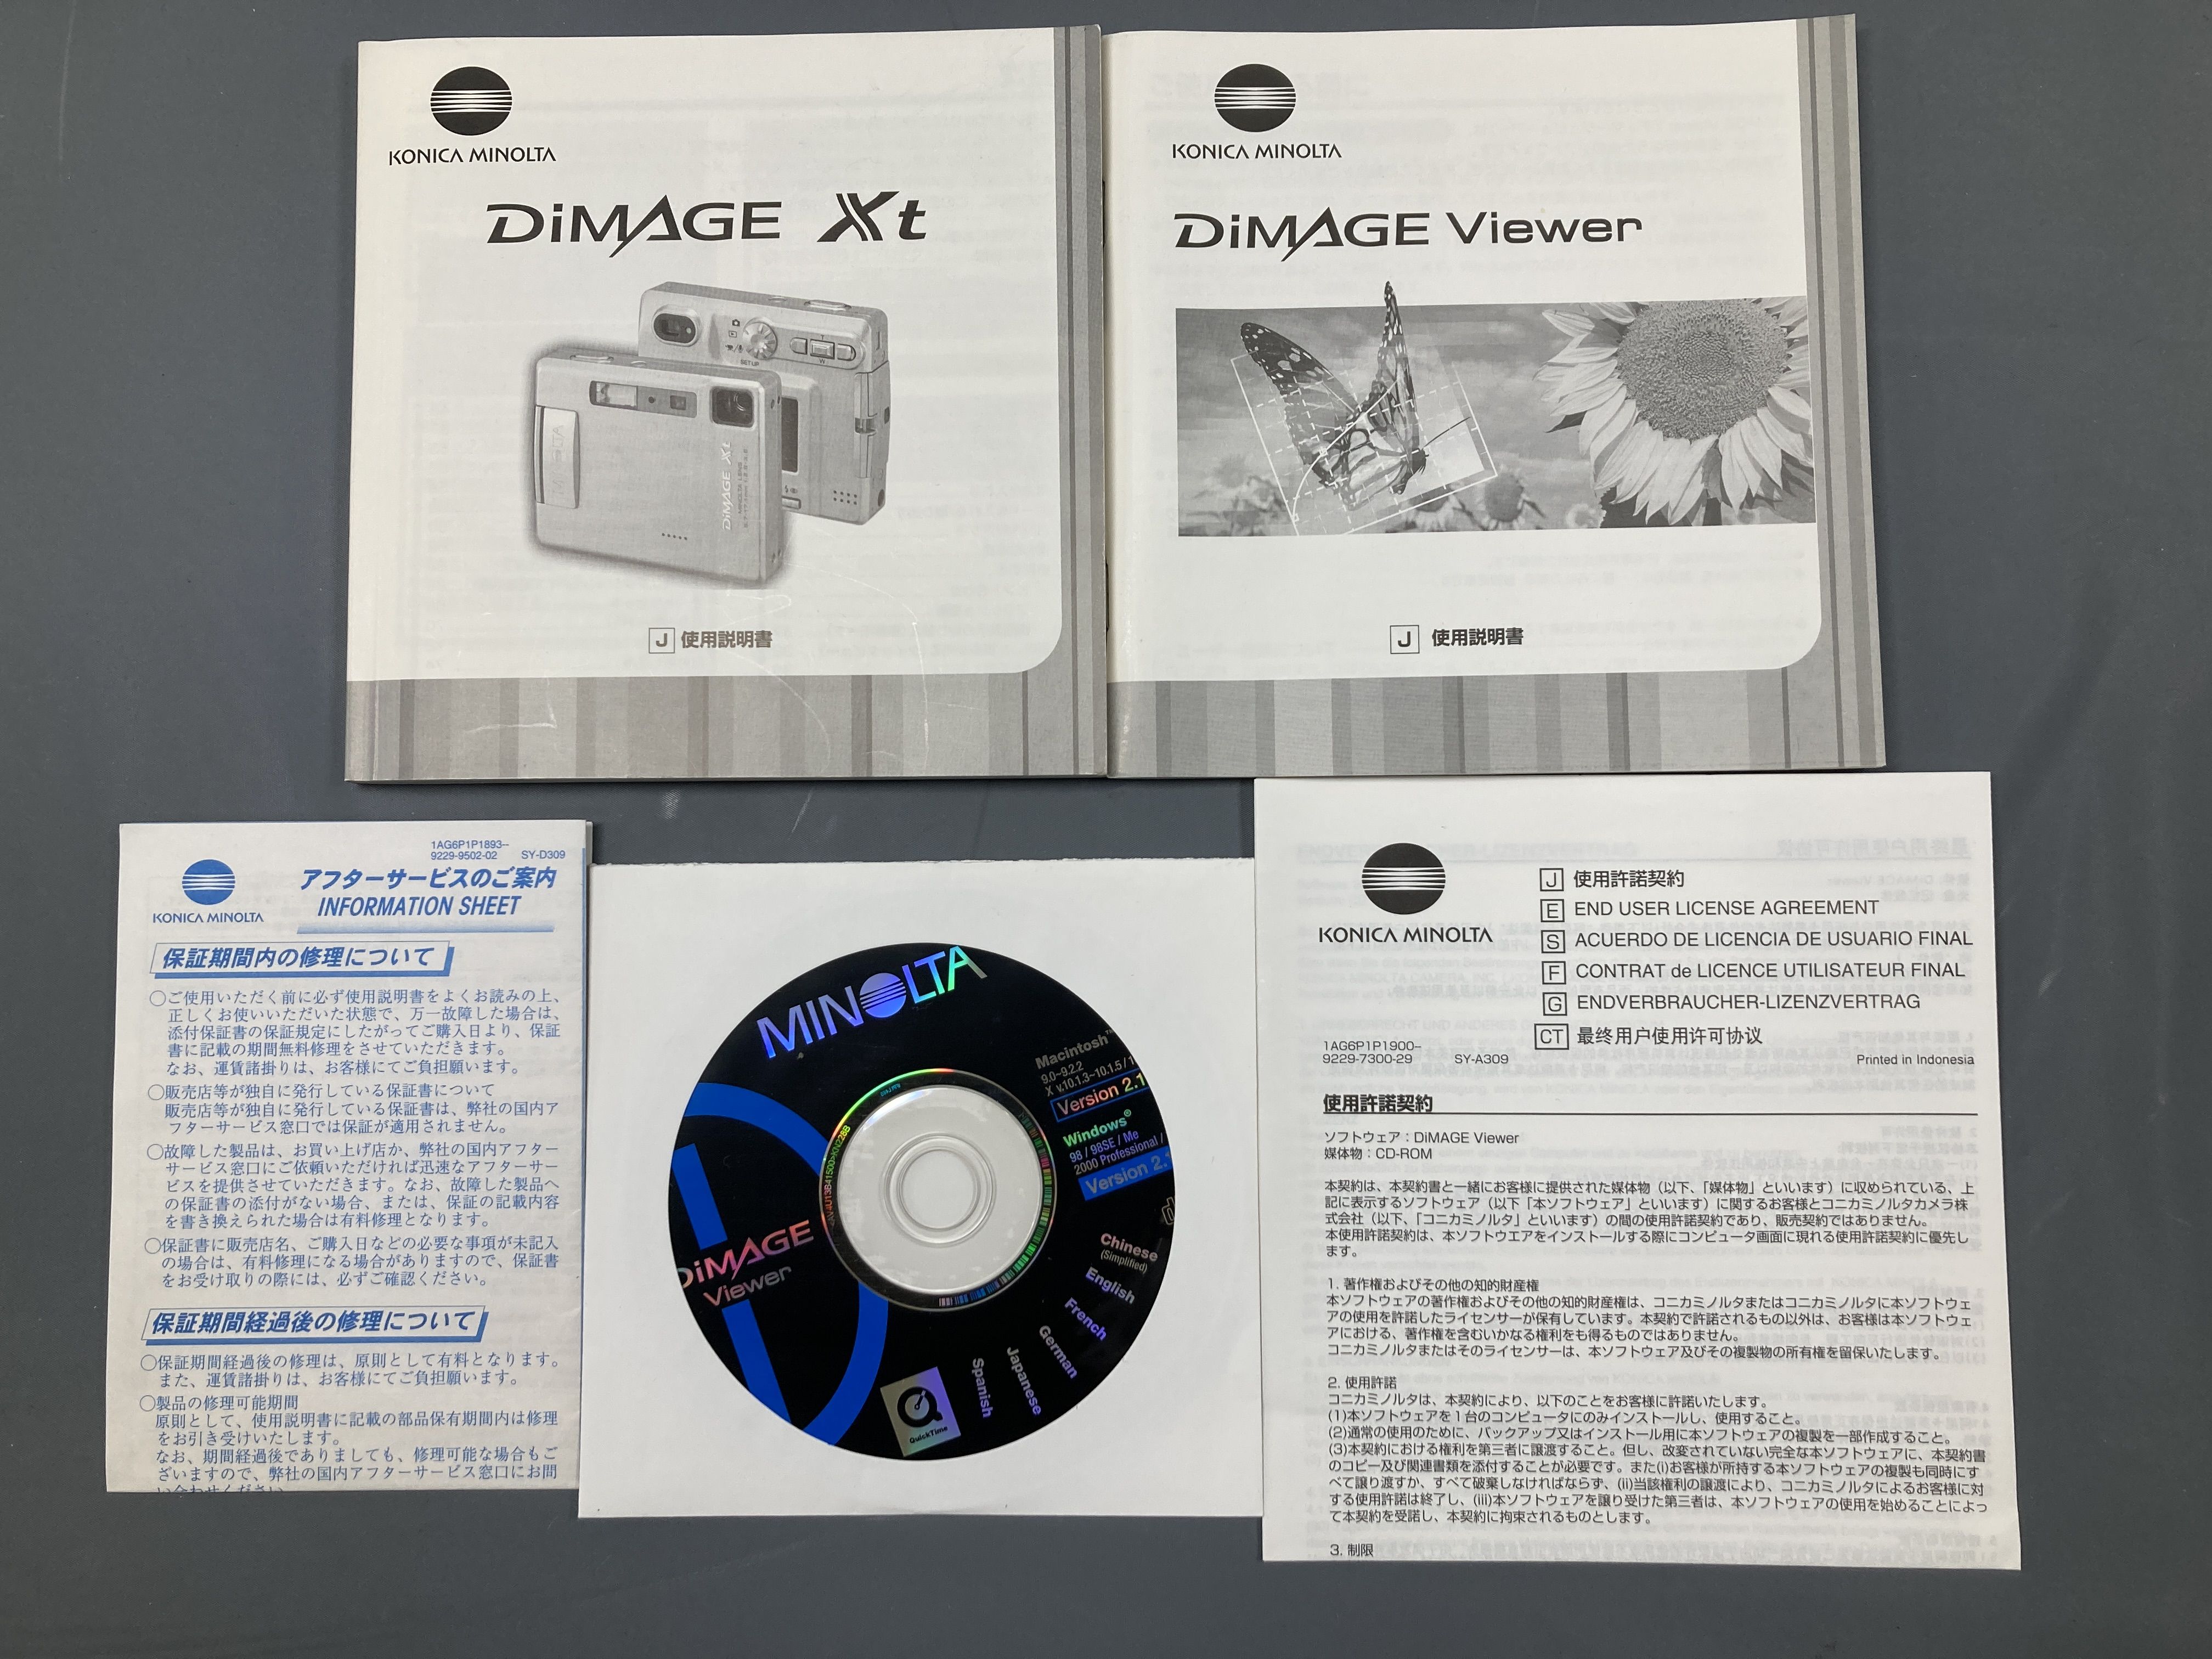 KONICA MINOLTA
DiMAGE Xt
SET UP
DiMAGE Xt
J 使用説明書
KONICA MINOLTA
DiMAGE Viewer
J 使用説明書
1AG6P1P1893–
9229-9502-02 SY-D309
KONICA MINOLTA
アフターサービスのご案内
INFORMATION SHEET
保証期間内の修理について
○ご使用いただく前に必ず使用説明書をよくお読みの上、
正しくお使いいただいた状態で、万一故障した場合は、
添付保証書の保証規定にしたがってご購入日より、保証
書に記載の期間無料修理をさせていただきます。
なお、運賃諸掛りは、お客様にてご負担願います。
○販売店等が独自に発行している保証書について
販売店等が独自に発行している保証書は、弊社の国内ア
フターサービス窓口では保証が適用されません。
○故障した製品は、お買い上げ店か、弊社の国内アフター
サービス窓口にご依頼いただければ迅速なアフターサー
ビスを提供させていただきます。なお、故障した製品へ
の保証書の添付がない場合、または、保証の記載内容
を書き換えられた場合は有料修理となります。
○保証書に販売店名、ご購入日などの必要な事項が未記入
の場合は、有料修理になる場合がありますので、保証書
をお受け取りの際には、必ずご確認ください。
保証期間経過後の修理について
○保証期間経過後の修理は、原則として有料となります。
また、運賃諸掛りは、お客様にてご負担願います。
○製品の修理可能期間
原則として、使用説明書に記載の部品保有期間内は修理
をお引き受けいたします。
なお、期間経過後でありましても、修理可能な場合もご
ざいますので、弊社の国内アフターサービス窓口にお問
い合わせください
MINOLTA
Macintosh™
9.0~9.2.2
X v.10.1.3~10.1.5 / 1
Version 2.1
Windows®
98 / 98SE / Me
2000 Professional /
Version 2.
DiMAGE
Viewer
Chinese
(Simplified)
English
French
German
Japanese
Spanish
QuickTime
KONICA MINOLTA
J 使用許諾契約
E END USER LICENSE AGREEMENT
S ACUERDO DE LICENCIA DE USUARIO FINAL
F CONTRAT de LICENCE UTILISATEUR FINAL
G ENDVERBRAUCHER-LIZENZVERTRAG
CT 最终用户使用许可协议
1AG6P1P1900–
9229-7300-29 SY-A309
Printed in Indonesia
使用許諾契約
ソフトウェア：DiMAGE Viewer
媒体物：CD-ROM
本契約は、本契約書と一緒にお客様に提供された媒体物（以下、「媒体物」といいます）に収められている、上
記に表示するソフトウェア（以下「本ソフトウェア」といいます）に関するお客様とコニカミノルタカメラ株
式会社（以下、「コニカミノルタ」といいます）の間の使用許諾契約であり、販売契約ではありません。
本使用許諾契約は、本ソフトウエアをインストールする際にコンピュータ画面に現れる使用許諾契約に優先し
ます。
1. 著作権およびその他の知的財産権
本ソフトウェアの著作権およびその他の知的財産権は、コニカミノルタまたはコニカミノルタに本ソフトウェ
アの使用を許諾したライセンサーが保有しています。本契約で許諾されるもの以外は、お客様は本ソフトウェ
アにおける、著作権を含むいかなる権利をも得るものではありません。
コニカミノルタまたはそのライセンサーは、本ソフトウェア及びその複製物の所有権を留保いたします。
2. 使用許諾
コニカミノルタは、本契約により、以下のことをお客様に許諾いたします。
(1)本ソフトウェアを１台のコンピュータにのみインストールし、使用すること。
(2)通常の使用のために、バックアップ又はインストール用に本ソフトウェアの複製を一部作成すること。
(3)本契約における権利を第三者に譲渡すること。但し、改変されていない完全な本ソフトウェアに、本契約書
のコピー及び関連書類を添付することが必要です。また(i)お客様が所持する本ソフトウェアの複製も同時にす
べて譲り渡すか、すべて破棄しなければならず、(ii)当該権利の譲渡により、コニカミノルタによるお客様に対
する使用許諾は終了し、(iii)本ソフトウェアを譲り受けた第三者は、本ソフトウェアの使用を始めることによっ
て本契約を受諾し、本契約に拘束されるものとします。
3. 制限